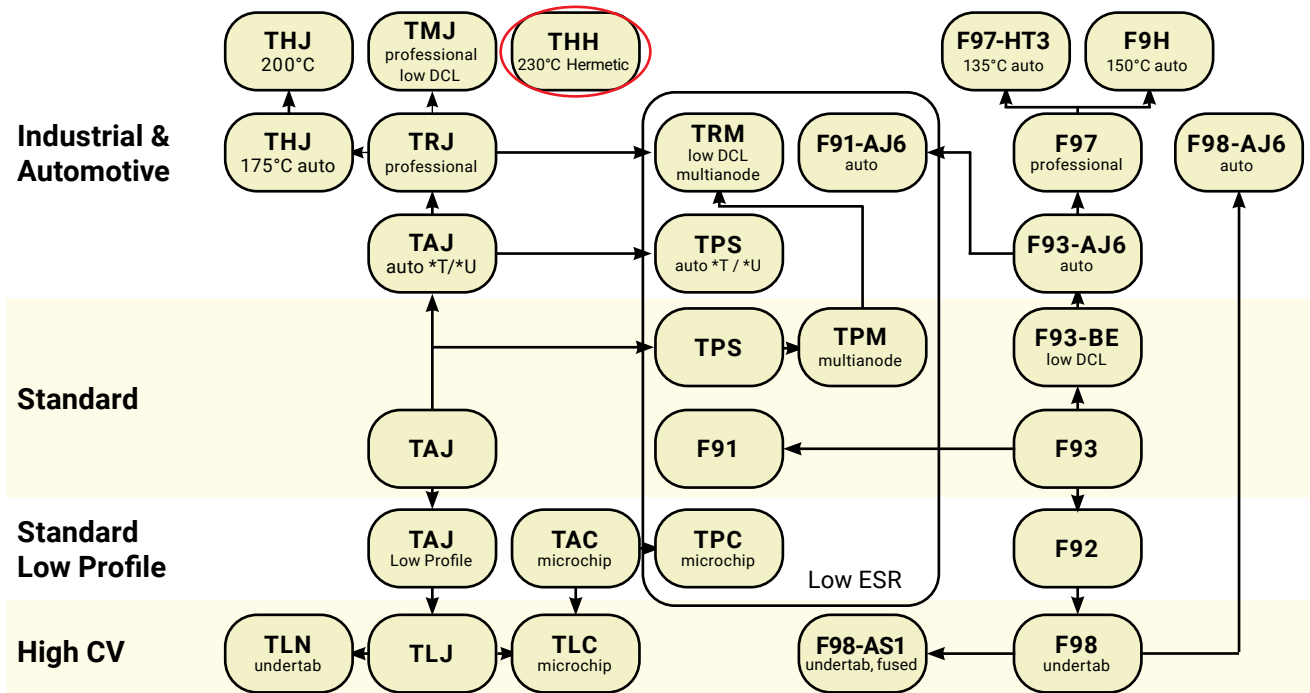 THJ
200°C
TMJ
professional
low DCL
THH
230°C Hermetic
F97-HT3
135°C auto
F9H
150°C auto
Industrial &
Automotive
THJ
175°C auto
TRJ
professional
TRM
low DCL
multianode
F91-AJ6
auto
F97
professional
F98-AJ6
auto
TAJ
auto *T/*U
TPS
auto *T / *U
F93-AJ6
auto
Standard
TPS
TPM
multianode
F93-BE
low DCL
TAJ
F91
F93
Standard
Low Profile
TAJ
Low Profile
TAC
microchip
TPC
microchip
F92
Low ESR
High CV
TLN
undertab
TLJ
TLC
microchip
F98-AS1
undertab, fused
F98
undertab